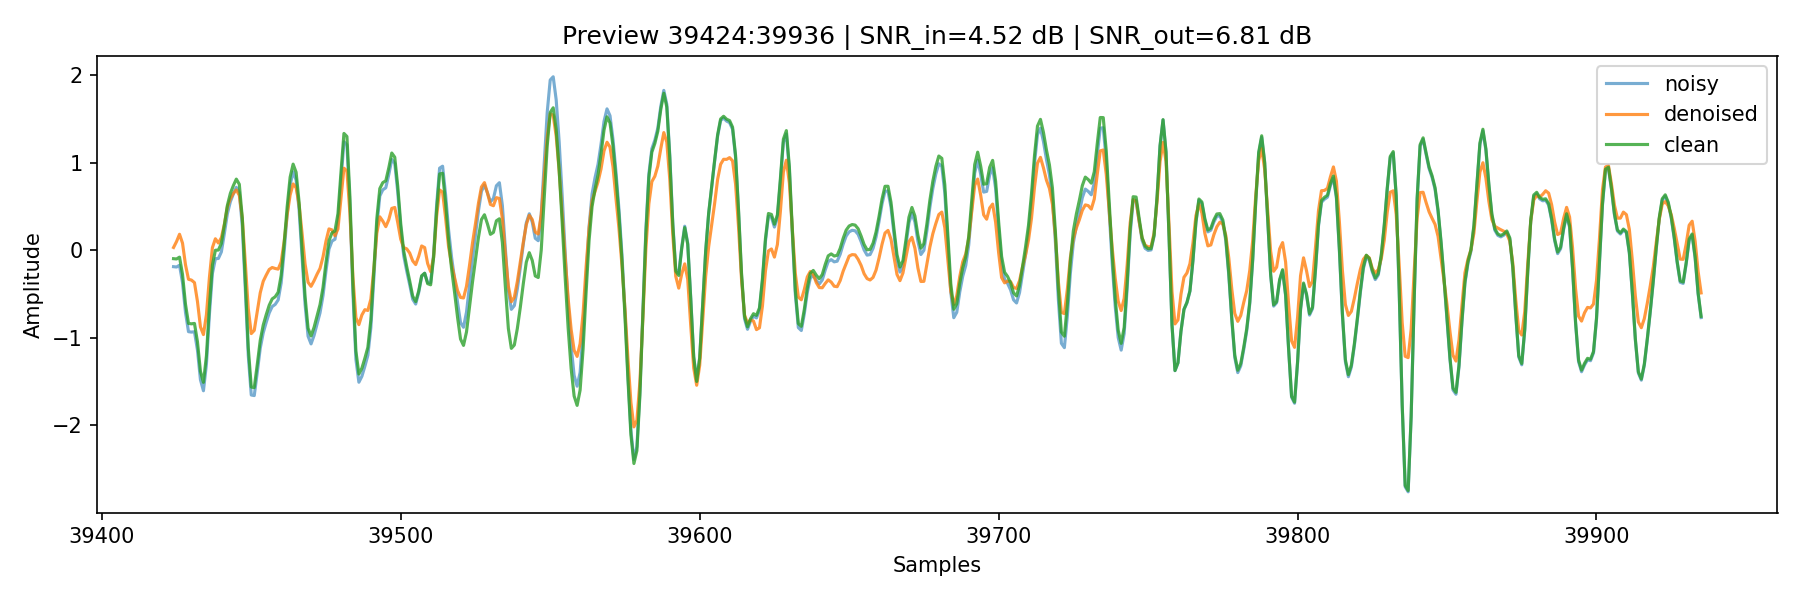 Preview 39424:39936 | SNR_in=4.52 dB | SNR_out=6.81 dB
noisy
denoised
clean
Amplitude
2
1
0
−1
−2
39400 39500 39600 39700 39800 39900
Samples